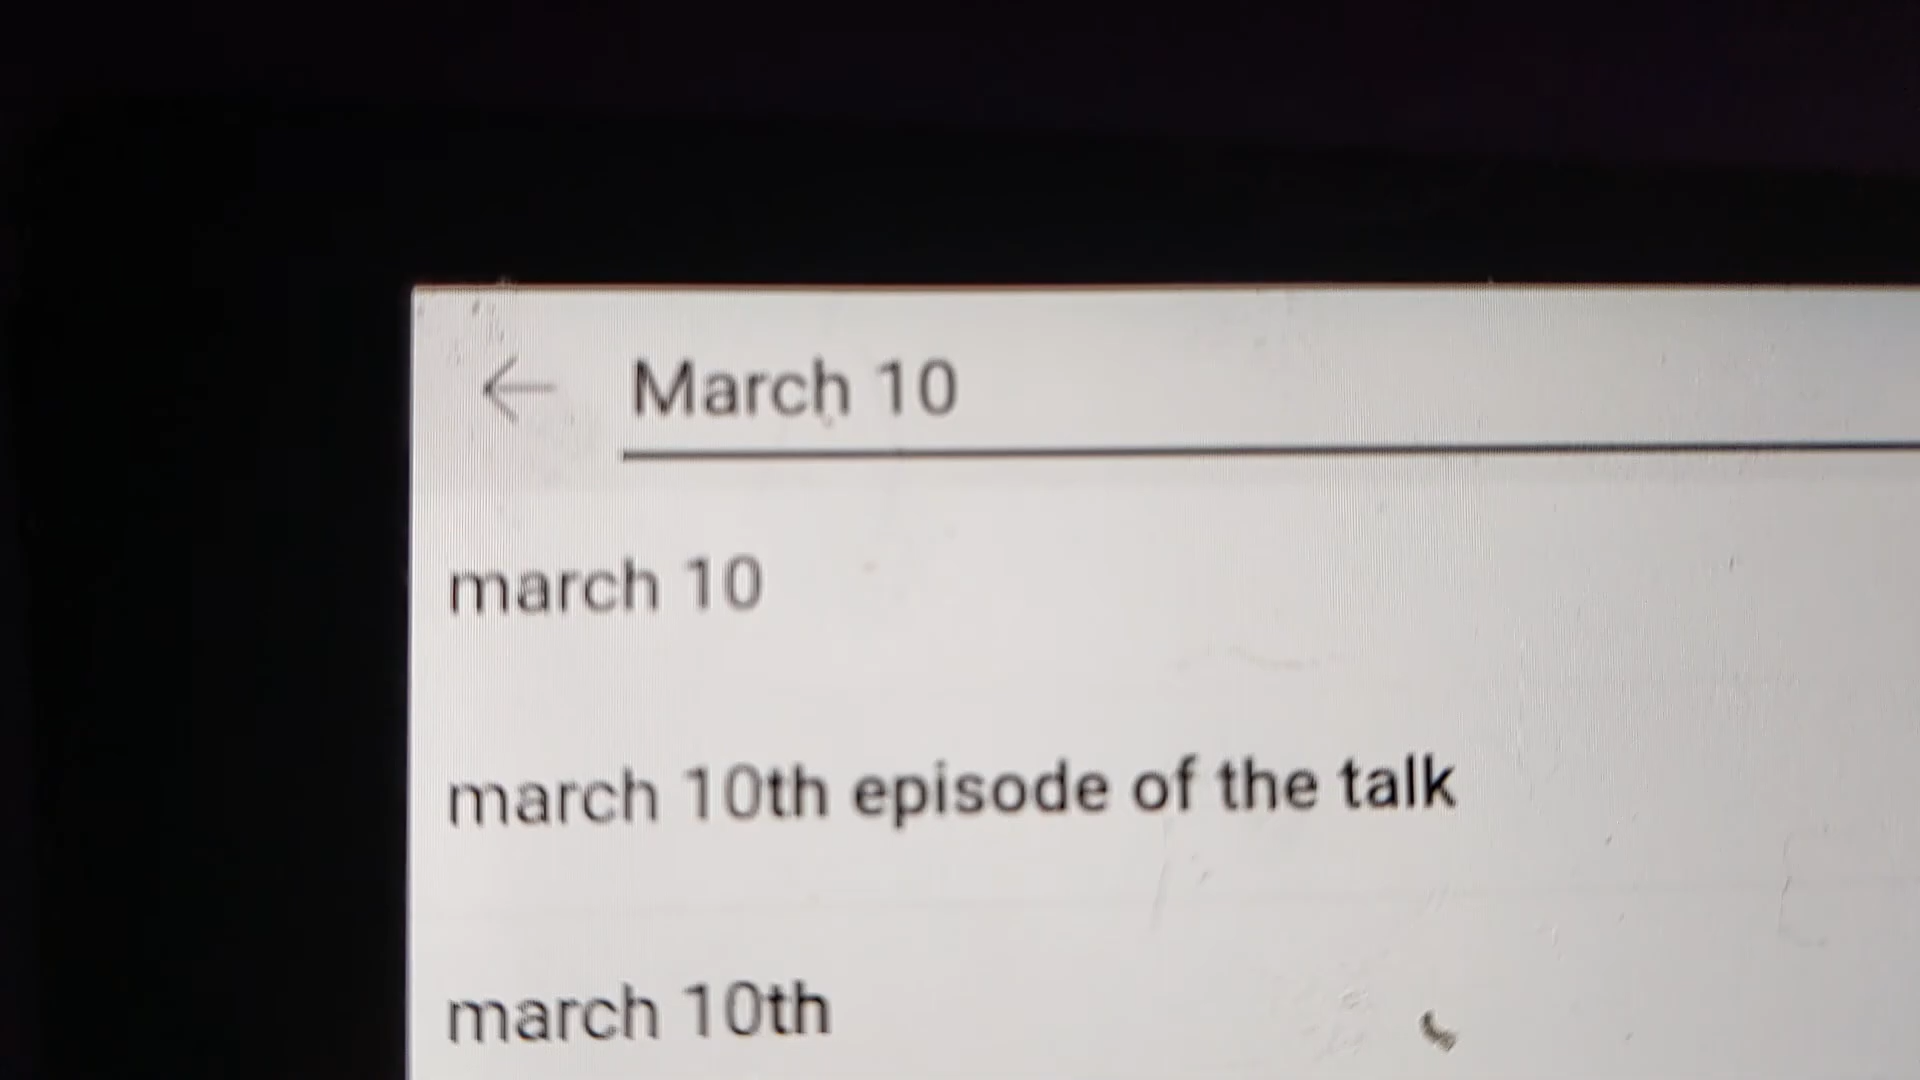 March 10
march 10
march 10th episode of the talk
march 10th